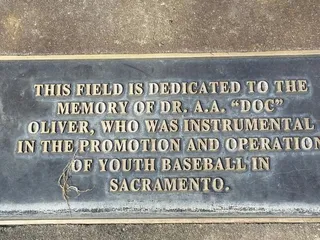 THIS FIELD IS DEDICATED TO THE
MEMORY OF DR. A.A. “DOC”
OLIVER, WHO WAS INSTRUMENTAL
IN THE PROMOTION AND OPERATION
OF YOUTH BASEBALL IN
SACRAMENTO.